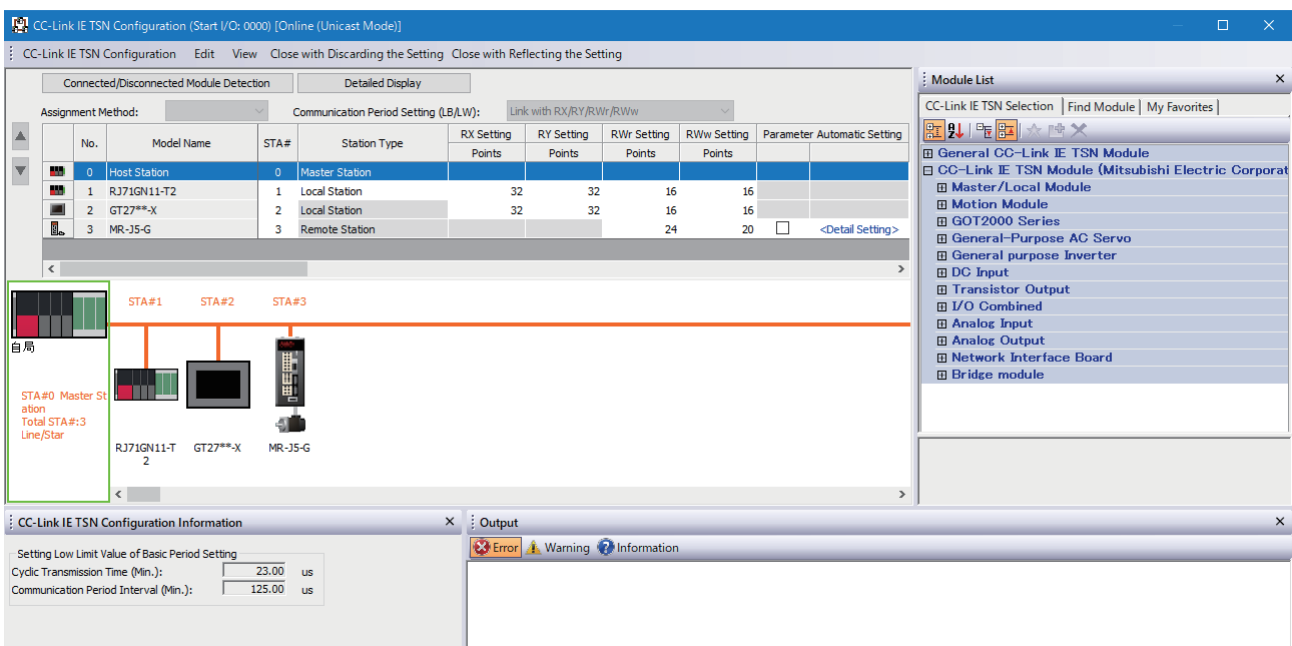 CC-Link IE TSN Configuration (Start I/O: 0000) [Online (Unicast Mode)]
CC-Link IE TSN Configuration Edit View Close with Discarding the Setting Close with Reflecting the Setting
Connected/Disconnected Module Detection Detailed Display
Assignment Method: Communication Period Setting (LB/LW): Link with RX/RY/RWr/RWw
No. Model Name STA# Station Type RX Setting RY Setting RWr Setting RWw Setting Parameter Automatic Setting
Points Points Points Points
0 Host Station 0 Master Station
1 RJ71GN11-T2 1 Local Station 32 32 16 16
2 GT27**-X 2 Local Station 32 32 16 16
3 MR-J5-G 3 Remote Station 24 20 <Detail Setting>
STA#1 STA#2 STA#3
自局
STA#0 Master St
ation
Total STA#:3
Line/Star
RJ71GN11-T
2
GT27**-X
MR-J5-G
Module List
CC-Link IE TSN Selection Find Module My Favorites
General CC-Link IE TSN Module
CC-Link IE TSN Module (Mitsubishi Electric Corporat
Master/Local Module
Motion Module
GOT2000 Series
General-Purpose AC Servo
General purpose Inverter
DC Input
Transistor Output
I/O Combined
Analog Input
Analog Output
Network Interface Board
Bridge module
CC-Link IE TSN Configuration Information
Setting Low Limit Value of Basic Period Setting
Cyclic Transmission Time (Min.): 23.00 us
Communication Period Interval (Min.): 125.00 us
Output
Error Warning Information